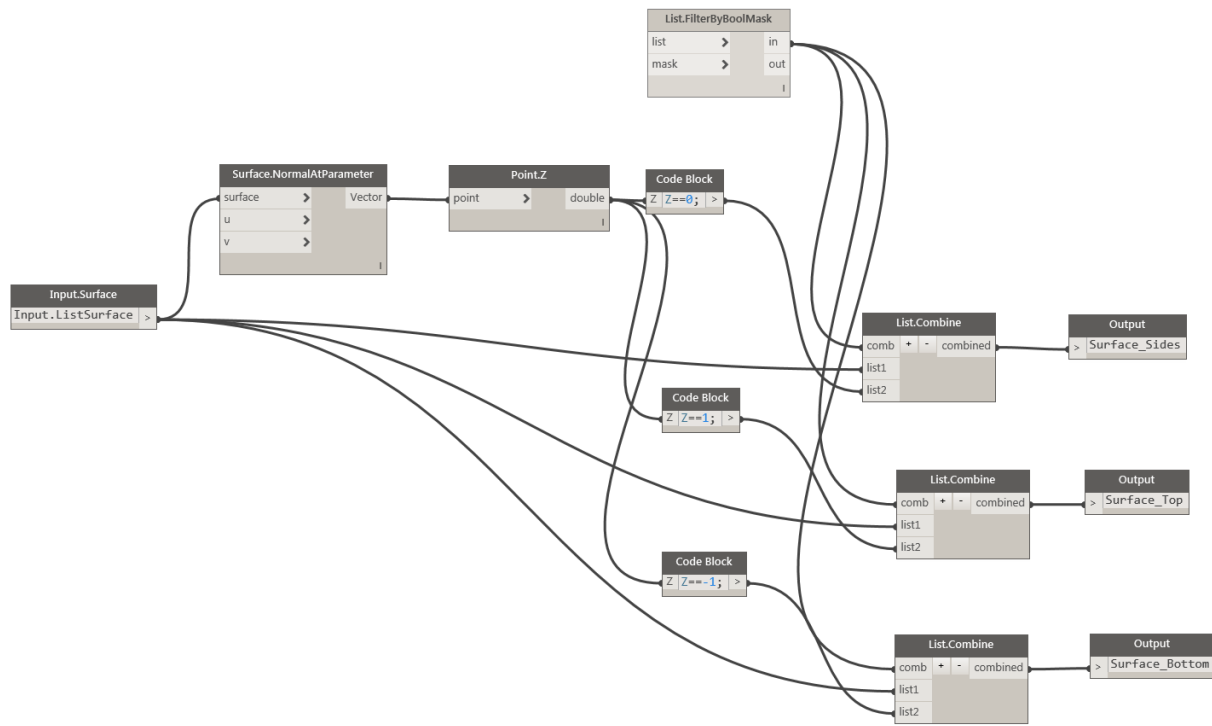 List.FilterByBoolMask
list > in
mask > out
l
Surface.NormalAtParameter
surface > Vector
u >
v >
l
Point.Z
point > double
l
Code Block
Z Z==0; >
Input.Surface
Input.ListSurface >
List.Combine
comb + - combined
list1
list2
Output
> Surface_Sides
Code Block
Z Z==1; >
List.Combine
comb + - combined
list1
list2
Output
> Surface_Top
Code Block
Z Z==-1; >
List.Combine
comb + - combined
list1
list2
Output
> Surface_Bottom